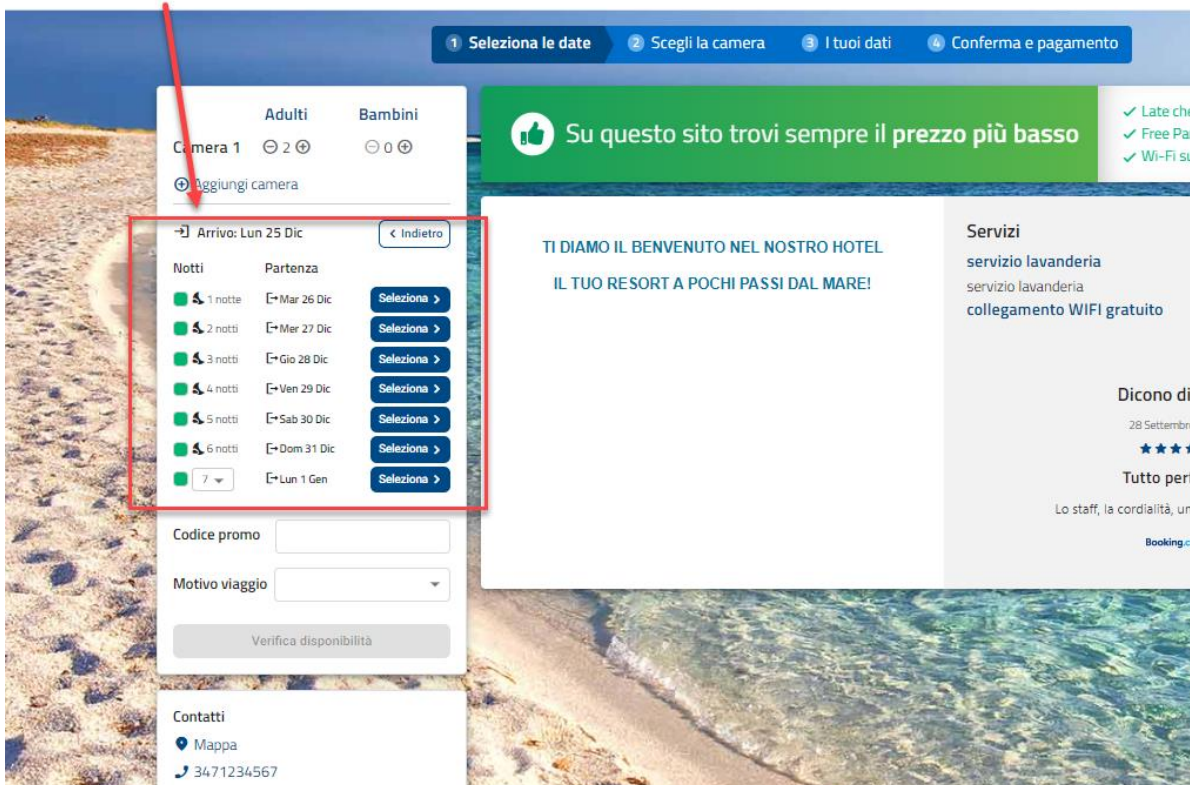 1 Seleziona le date 2 Scegli la camera 3 I tuoi dati 4 Conferma e pagamento
Adulti Bambini
Camera 1 2 0
Aggiungi camera
Arrivo: Lun 25 Dic < Indietro
Notti Partenza
1 notte Mar 26 Dic Seleziona >
2 notti Mer 27 Dic Seleziona >
3 notti Gio 28 Dic Seleziona >
4 notti Ven 29 Dic Seleziona >
5 notti Sab 30 Dic Seleziona >
6 notti Dom 31 Dic Seleziona >
7 Lun 1 Gen Seleziona >
Codice promo
Motivo viaggio
Verifica disponibilità
Contatti
Mappa
3471234567
Su questo sito trovi sempre il prezzo più basso
Late che
Free Pa
Wi-Fi su
TI DIAMO IL BENVENUTO NEL NOSTRO HOTEL
IL TUO RESORT A POCHI PASSI DAL MARE!
Servizi
servizio lavanderia
servizio lavanderia
collegamento WIFI gratuito
Dicono di
28 Settembr
Tutto per
Lo staff, la cordialità, un
Booking.c